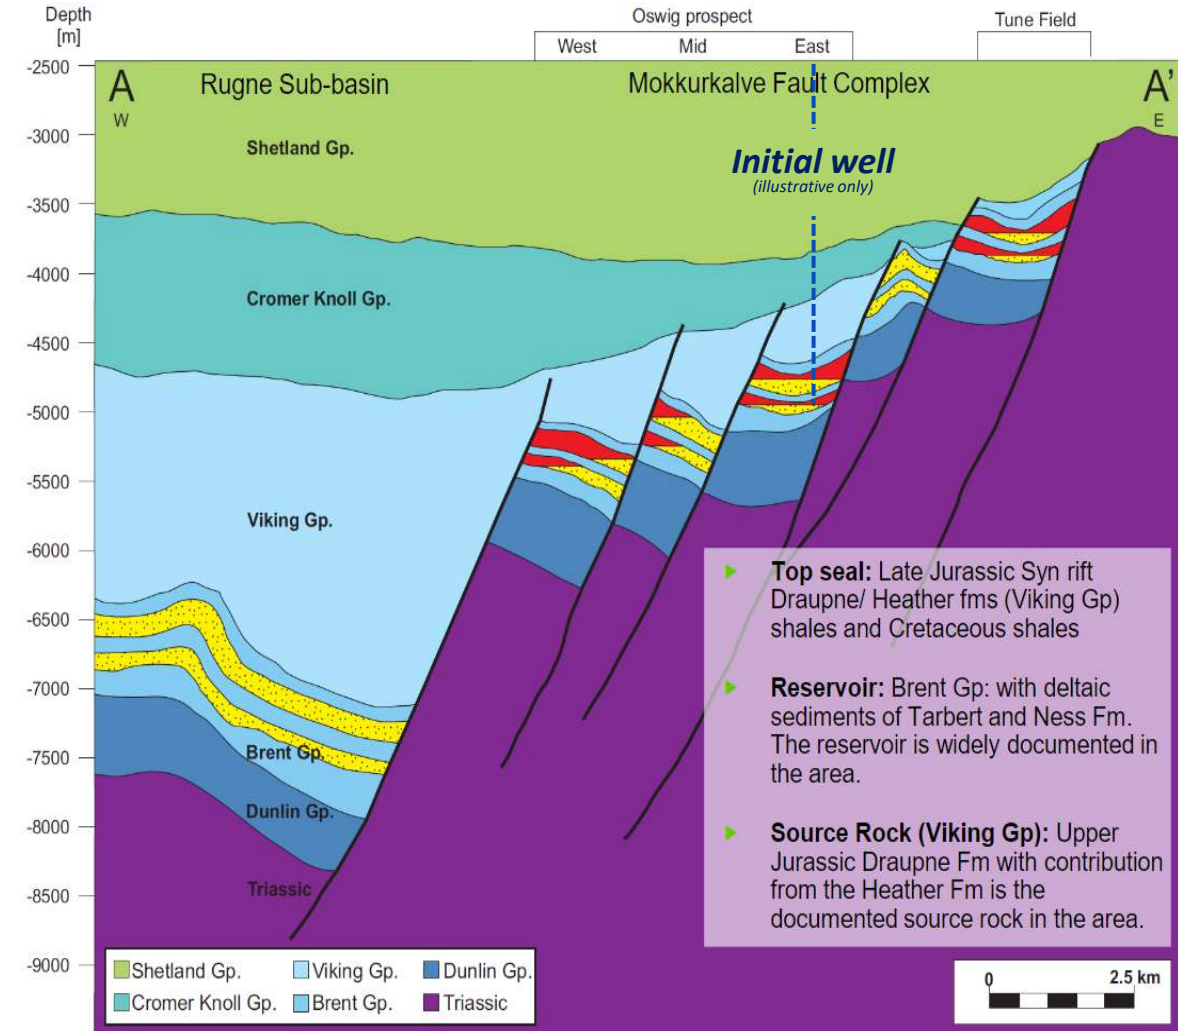 Depth
[m]
Oswig prospect
Tune Field
West
Mid
East
-2500
-3000
-3500
-4000
-4500
-5000
-5500
-6000
-6500
-7000
-7500
-8000
-8500
-9000
A
W
Rugne Sub-basin
Mokkurkalve Fault Complex
A'
E
Shetland Gp.
Initial well
(illustrative only)
Cromer Knoll Gp.
Viking Gp.
Brent Gp.
Dunlin Gp.
Triassic
Top seal: Late Jurassic Syn rift
Draupne/ Heather fms (Viking Gp)
shales and Cretaceous shales
Reservoir: Brent Gp: with deltaic
sediments of Tarbert and Ness Fm.
The reservoir is widely documented in
the area.
Source Rock (Viking Gp): Upper
Jurassic Draupne Fm with contribution
from the Heather Fm is the
documented source rock in the area.
Shetland Gp.
Viking Gp.
Dunlin Gp.
Cromer Knoll Gp.
Brent Gp.
Triassic
0
2.5 km